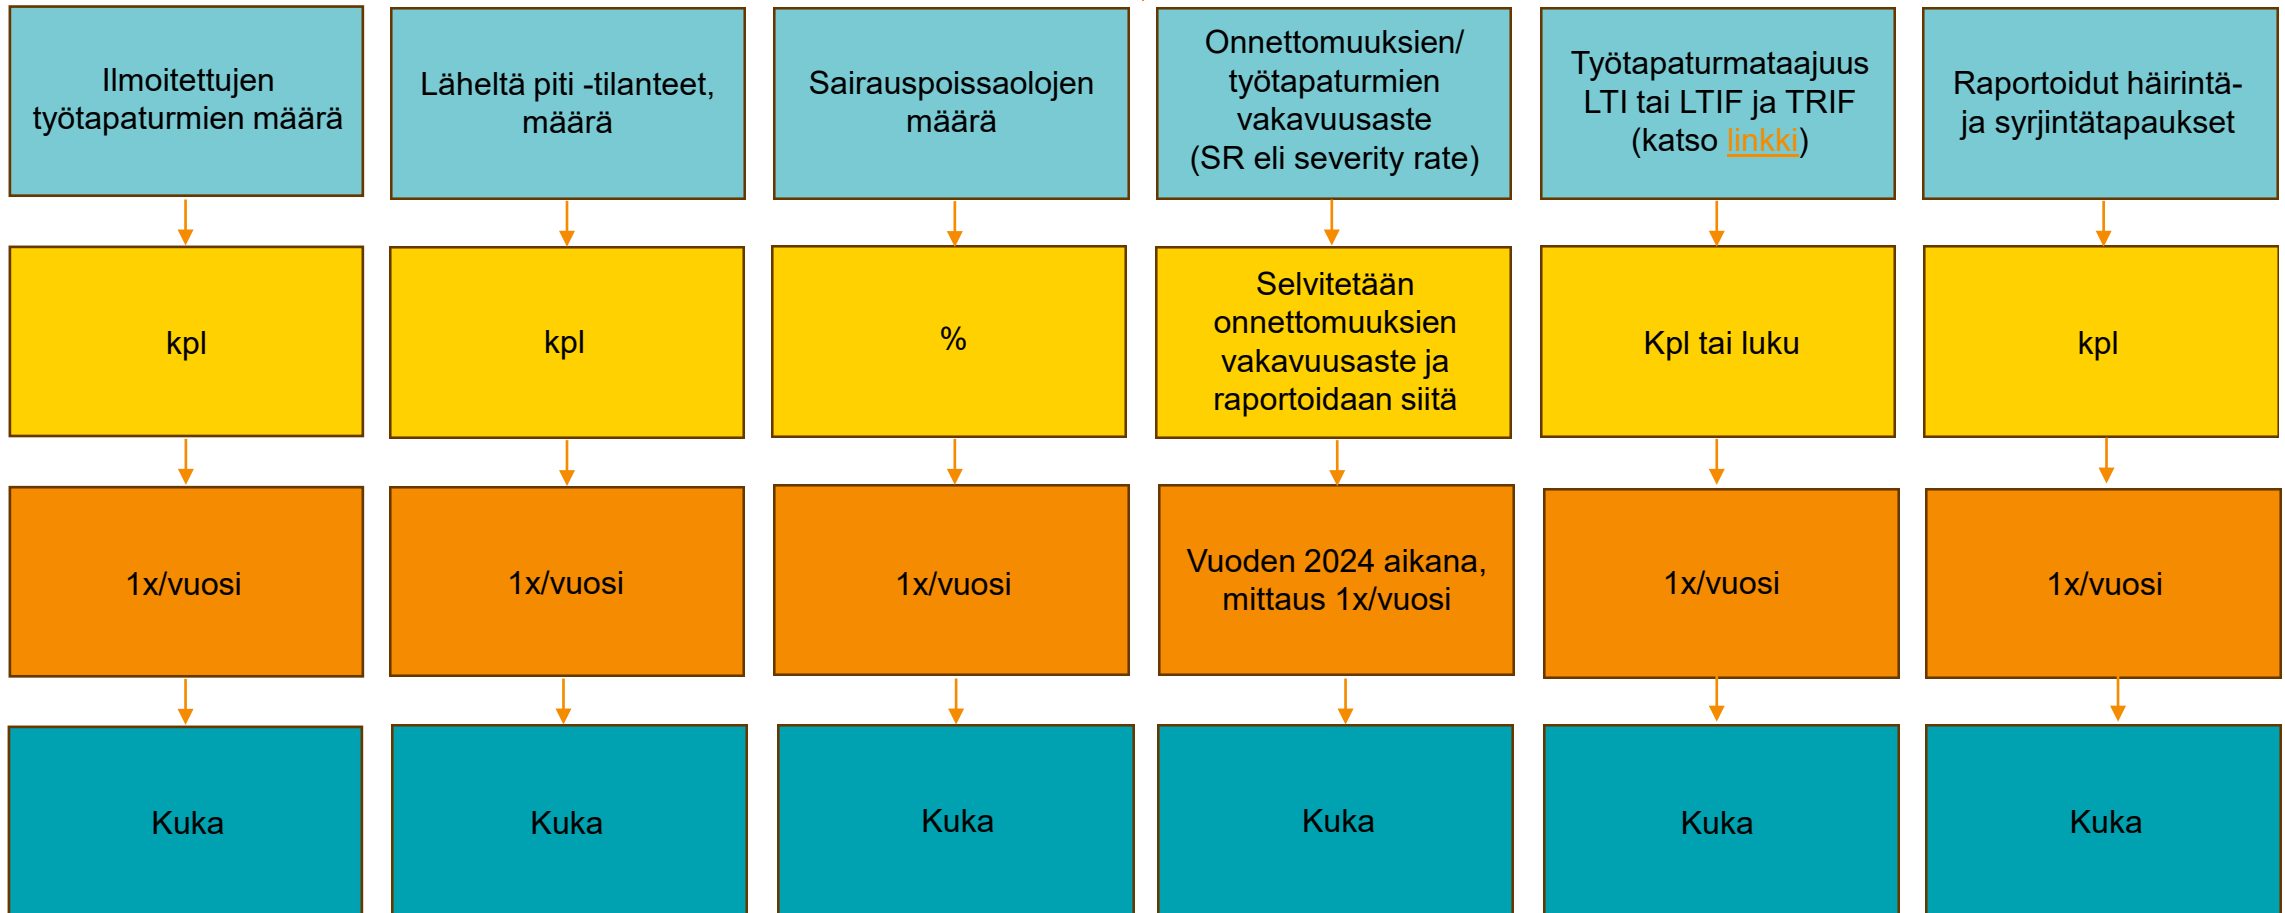 Ilmoitettujen
työtapaturmien määrä
Läheltä piti -tilanteet,
määrä
Sairauspoissaolojen
määrä
Onnettomuuksien/
työtapaturmien
vakavuusaste
(SR eli severity rate)
Työtapaturmataajuus
LTI tai LTIF ja TRIF
(katso linkki)
Raportoidut häirintä-
ja syrjintätapaukset
kpl
kpl
%
Selvitetään
onnettomuuksien
vakavuusaste ja
raportoidaan siitä
Kpl tai luku
kpl
1x/vuosi
1x/vuosi
1x/vuosi
Vuoden 2024 aikana,
mittaus 1x/vuosi
1x/vuosi
1x/vuosi
Kuka
Kuka
Kuka
Kuka
Kuka
Kuka